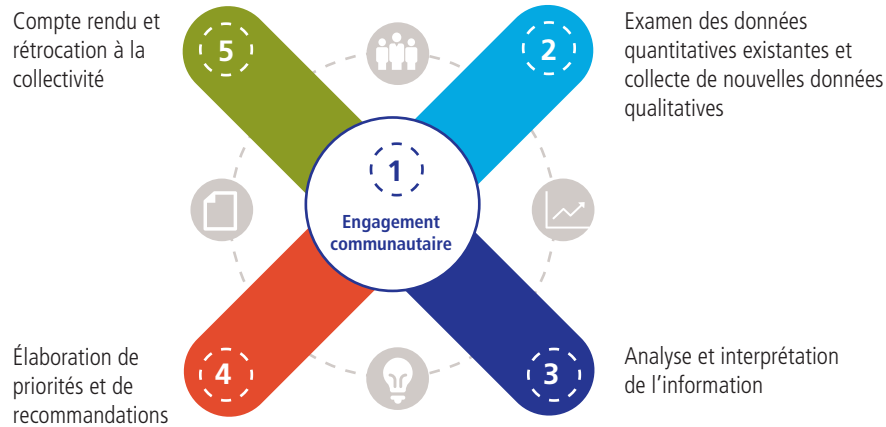 Compte rendu et
rétrocation à la
collectivité
5
2
Examen des données
quantitatives existantes et
collecte de nouvelles données
qualitatives
1
Engagement
communautaire
Élaboration de
priorités et de
recommandations
4
3
Analyse et interprétation
de l’information